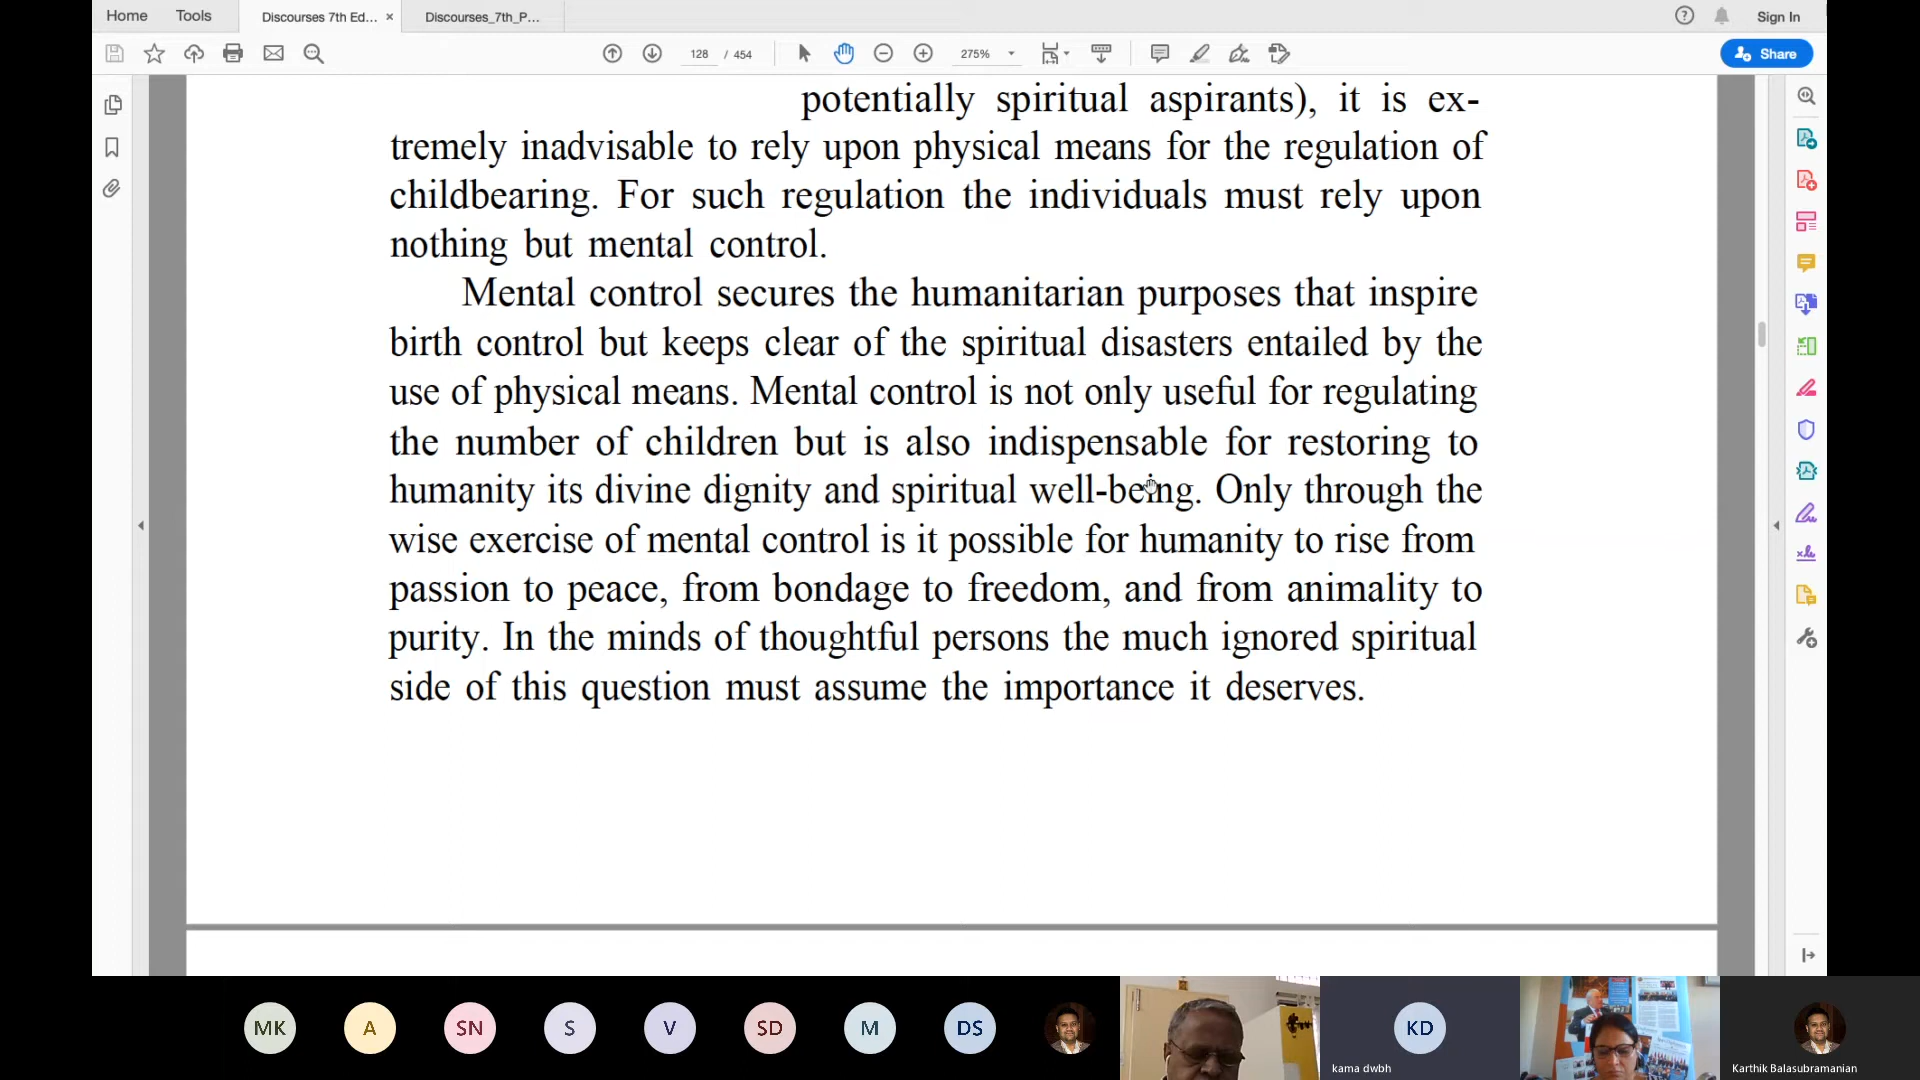 Home Tools Discourses 7th Ed... × Discourses_7th_P... Sign In
128 / 454 275% Share
potentially spiritual aspirants), it is ex-
tremely inadvisable to rely upon physical means for the regulation of
childbearing. For such regulation the individuals must rely upon
nothing but mental control.
Mental control secures the humanitarian purposes that inspire
birth control but keeps clear of the spiritual disasters entailed by the
use of physical means. Mental control is not only useful for regulating
the number of children but is also indispensable for restoring to
humanity its divine dignity and spiritual well-being. Only through the
wise exercise of mental control is it possible for humanity to rise from
passion to peace, from bondage to freedom, and from animality to
purity. In the minds of thoughtful persons the much ignored spiritual
side of this question must assume the importance it deserves.
MK A SN S V SD M DS KD
kama dwbh Karthik Balasubramanian